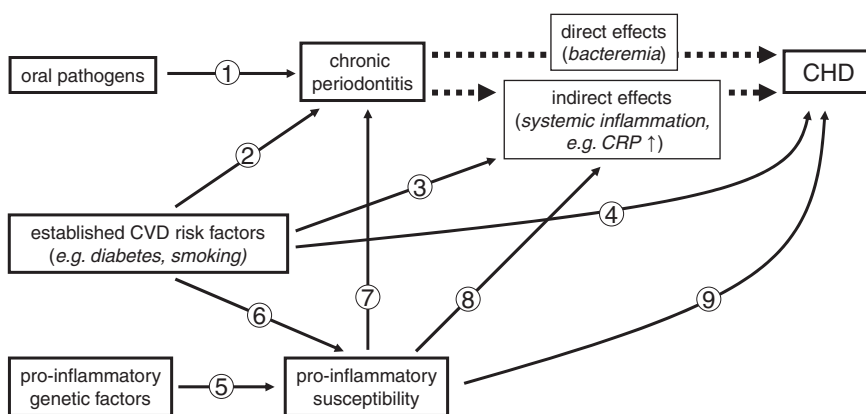 direct effects
(bacteremia)
oral pathogens
1
chronic
periodontitis
CHD
indirect effects
(systemic inflammation,
e.g. CRP ↑)
2
3
established CVD risk factors
(e.g. diabetes, smoking)
4
6
7
8
9
pro-inflammatory
genetic factors
5
pro-inflammatory
susceptibility